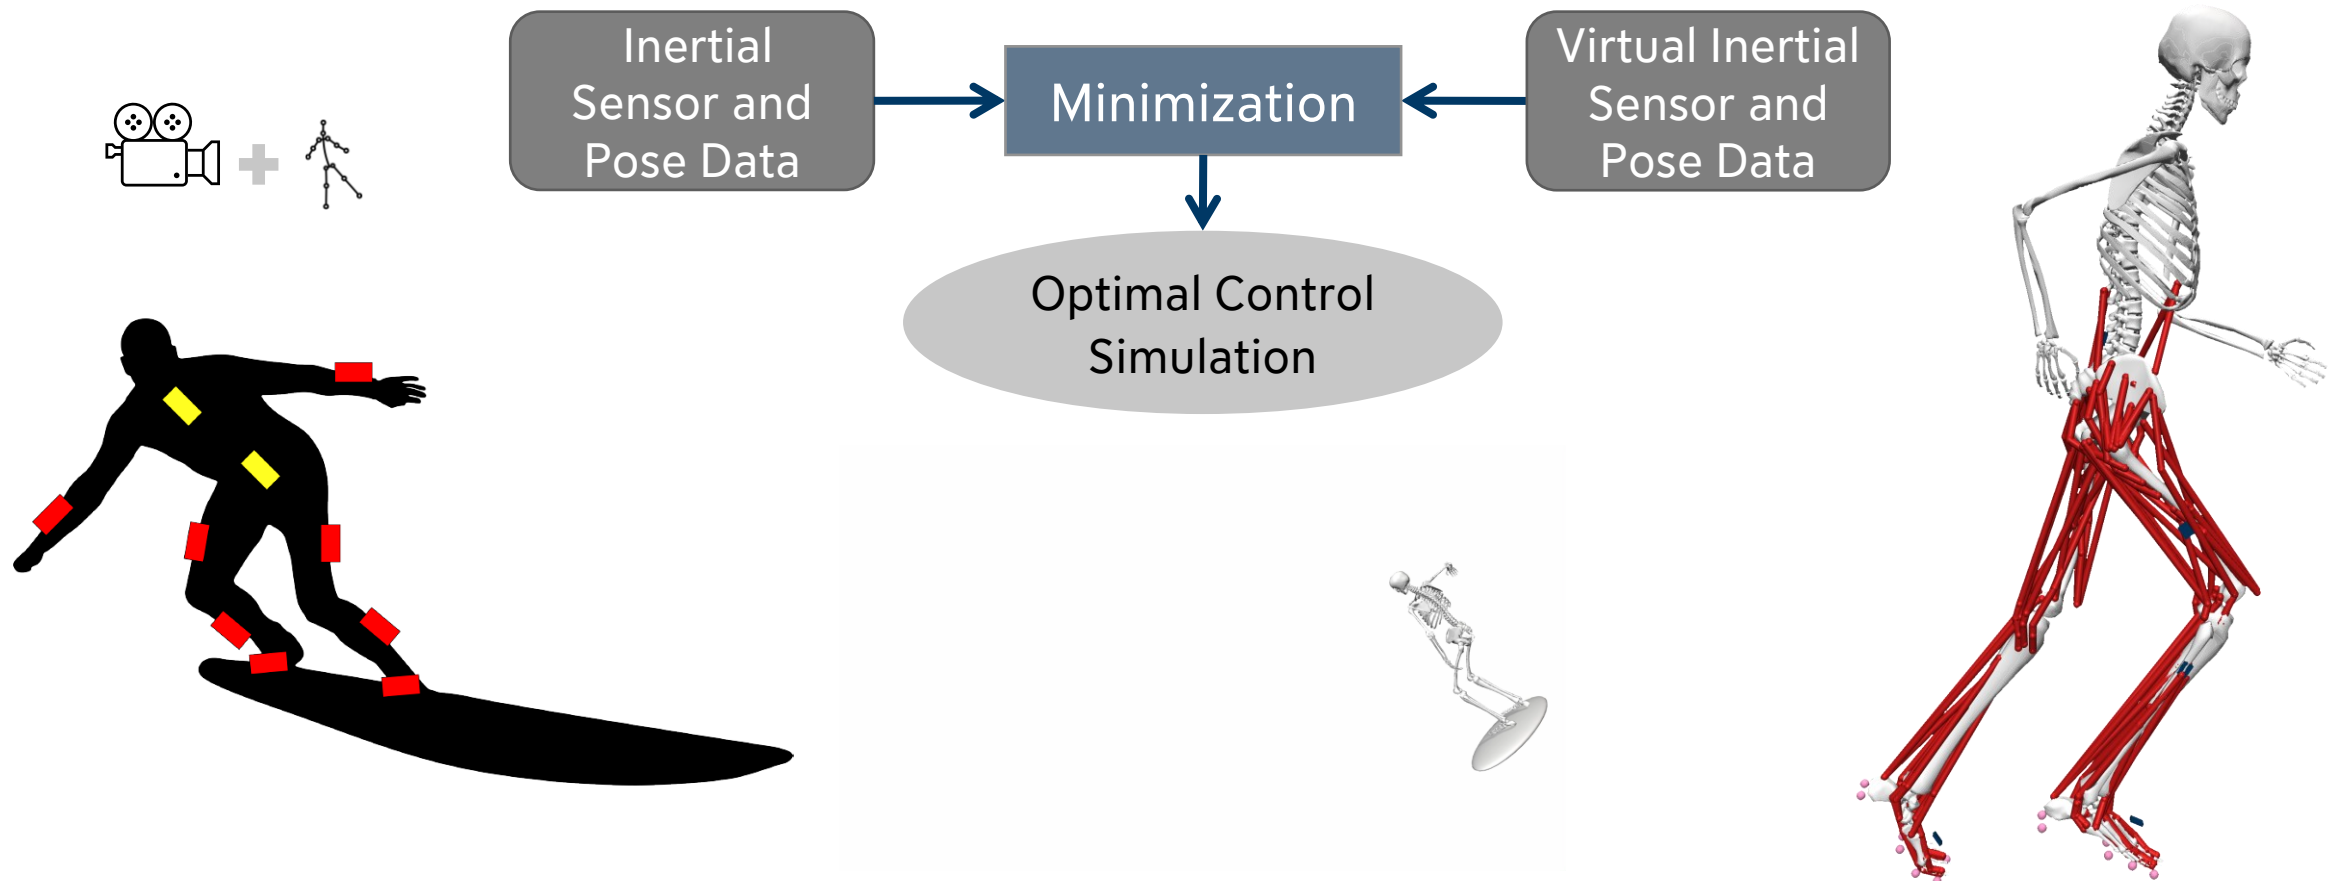 Inertial
Sensor and
Pose Data
Minimization
Virtual Inertial
Sensor and
Pose Data
Optimal Control
Simulation